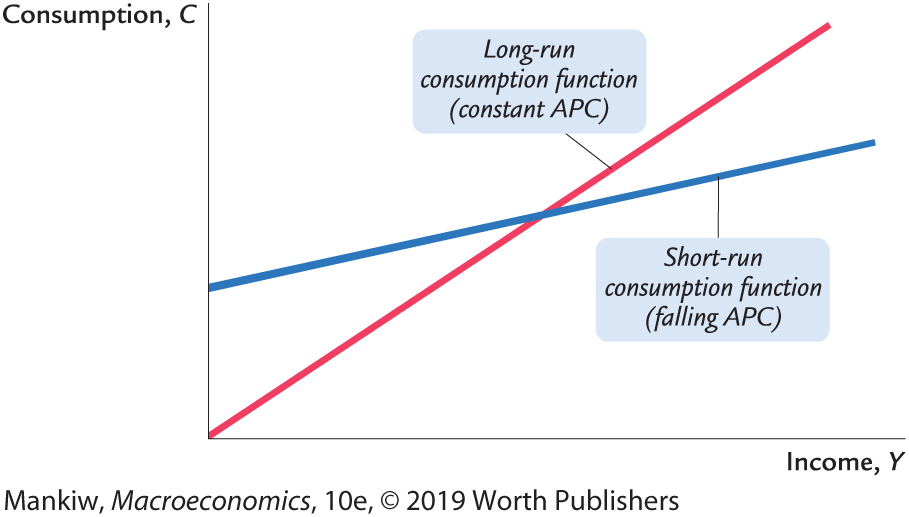 Consumption, C
Long-run
consumption function
(constant APC)
Short-run
consumption function
(falling APC)
Income, Y
Mankiw, Macroeconomics, 10e, © 2019 Worth Publishers